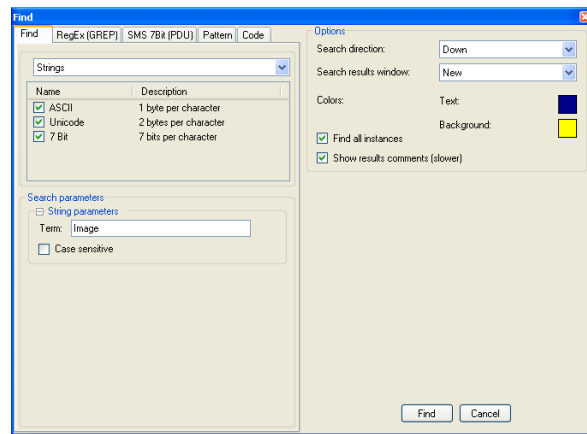 Find
Find RegEx (GREP) SMS 7Bit (PDU) Pattern Code
Strings
Name Description
ASCII 1 byte per character
Unicode 2 bytes per character
7 Bit 7 bits per character
Search parameters
String parameters
Term: Image
Case sensitive
Options
Search direction: Down
Search results window: New
Colors: Text:
Background:
Find all instances
Show results comments (slower)
Find Cancel